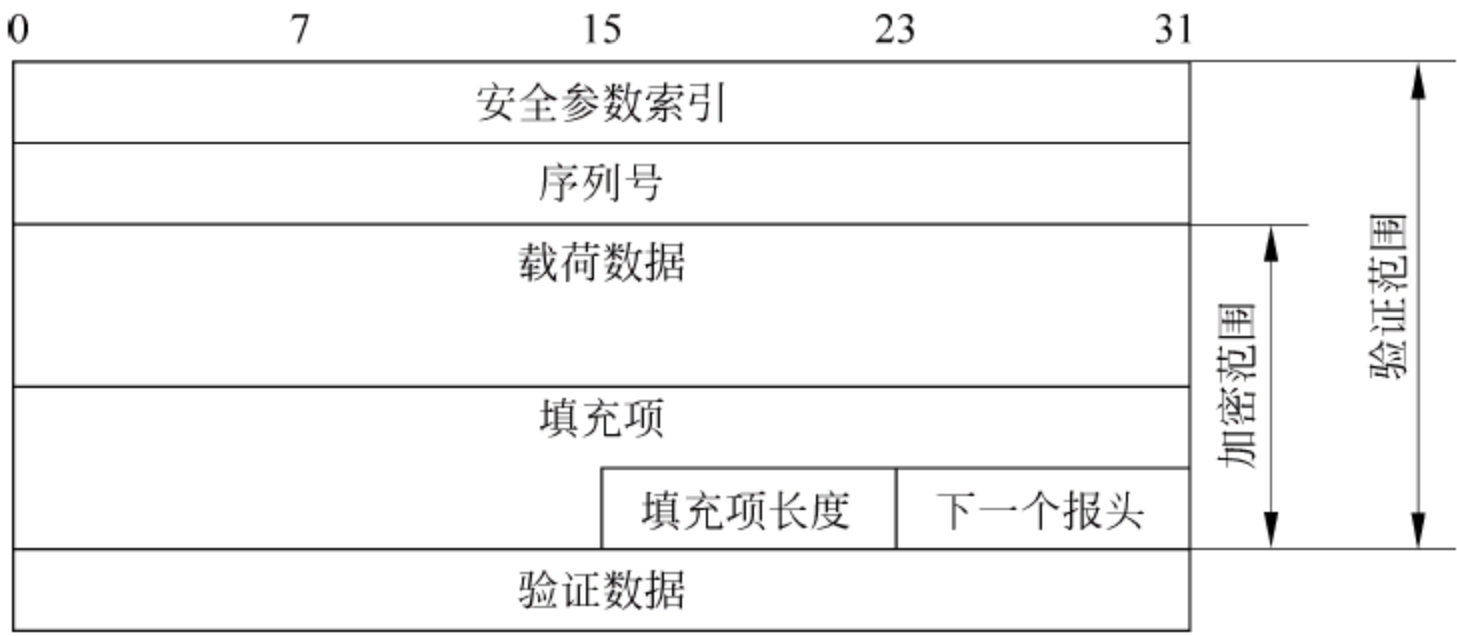 0 7 15 23 31
安全参数索引
序列号
载荷数据
填充项
填充项长度 下一个报头
验证数据
加密范围
验证范围